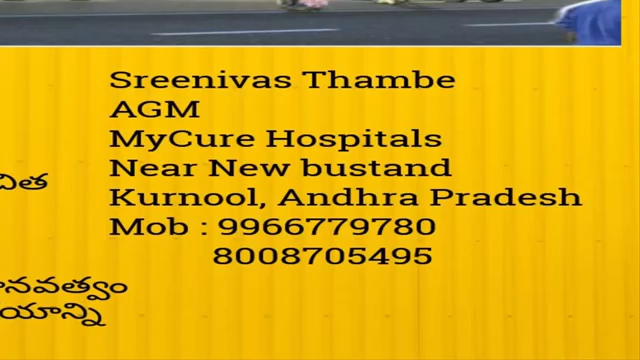 Sreenivas Thambe
AGM
MyCure Hospitals
Near New bustand
Kurnool, Andhra Pradesh
Mob : 9966779780
8008705495